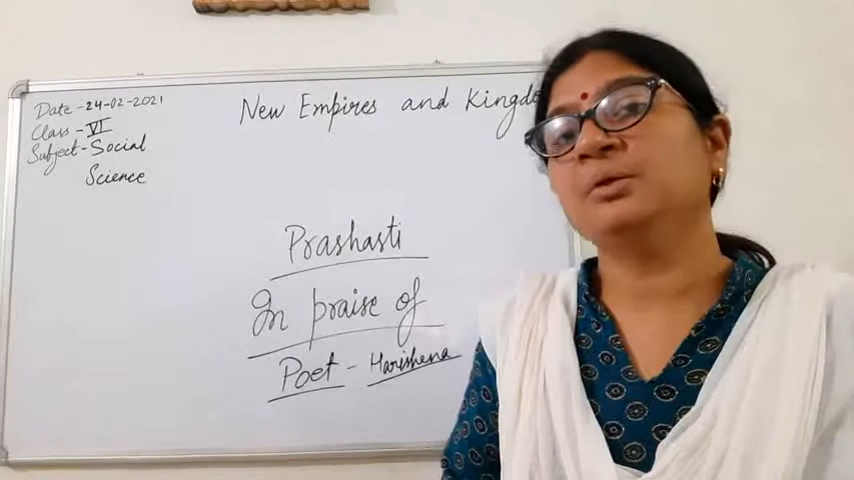 Date - 24-02-2021
Class - VI
Subject - Social
Science
New Empires and Kingd
Prashasti
In praise of
Poet - Harishena